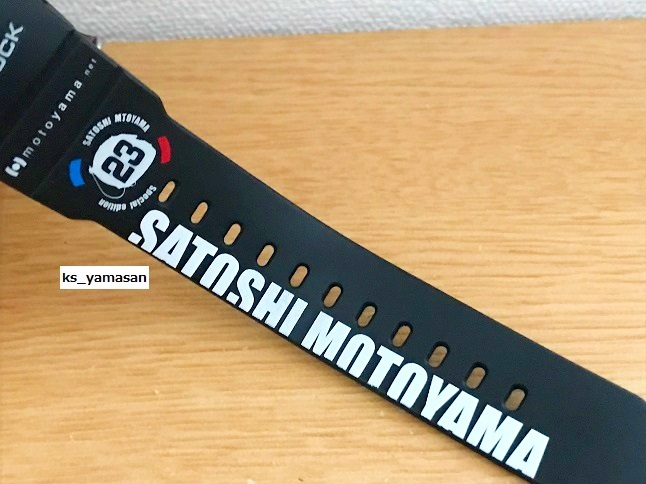 OCK
motoyama.net
SATOSHI MTOYAMA
23
special edition
SATOSHI MOTOYAMA
ks_yamasan